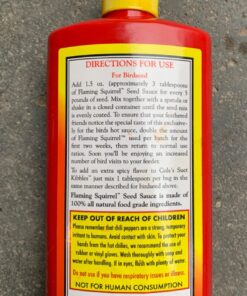 DIRECTIONS FOR USE
For Birdseed
Add 1.5 oz. (approximately 3 tablespoons
of Flaming Squirrel™ Seed Sauce for every 5
pounds of seed. Mix together with a spatula or
shake in a closed container until the seed mix
is evenly coated. To ensure that your feathered
friends notice the special taste of this exclusive-
ly for the birds hot sauce, double the amount
of Flaming Squirrel™ used per batch for the
first two weeks, then return to normal use
ratios. Soon you'll be enjoying an increased
number of bird visits to your feeder.
To add an extra spicy flavor to Cole's Suet
Kibbles™ just mix 1 tablespoon per bag in the
same manner described for birdseed above.
Flaming Squirrel™ Seed Sauce is made of
100% all natural food grade ingredients.
KEEP OUT OF REACH OF CHILDREN
Please remember that chili peppers are a strong, temporary
irritant to humans. Avoid contact with skin. To protect your
hands from the hot chilies, we recommend the use of
rubber or vinyl gloves. Wash thoroughly with soap and
water after handling. If in eyes, flush with plenty of water.
Do not use if you have respiratory issues or illness.
NOT FOR HUMAN CONSUMPTION